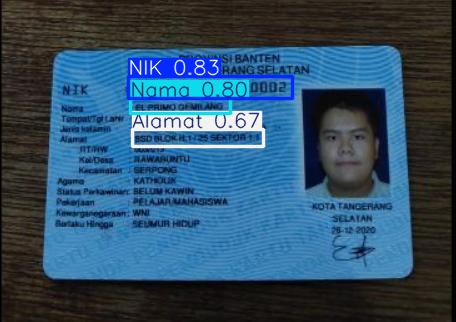 PROVINSI BANTEN
NIK 0.83
RANG SELATAN
NIK
Nama 0.80
0002
Nama
EL PRIMO GEMILANG
Tempat/Tgl Lahir
Alamat 0.67
Jenis kelamin
Alamat
BSD BLOK H.1 / 25 SEKTOR 1.1
RT/RW
Kel/Desa RAWABUNTU
Kecamatan SERPONG
Agama KATHOLIK
Status Perkawinan: BELUM KAWIN
Pekerjaan : PELAJAR/MAHASISWA
Kewarganegaraan: WNI
Berlaku Hingga : SEUMUR HIDUP
KOTA TANGERANG
SELATAN
26-12-2020